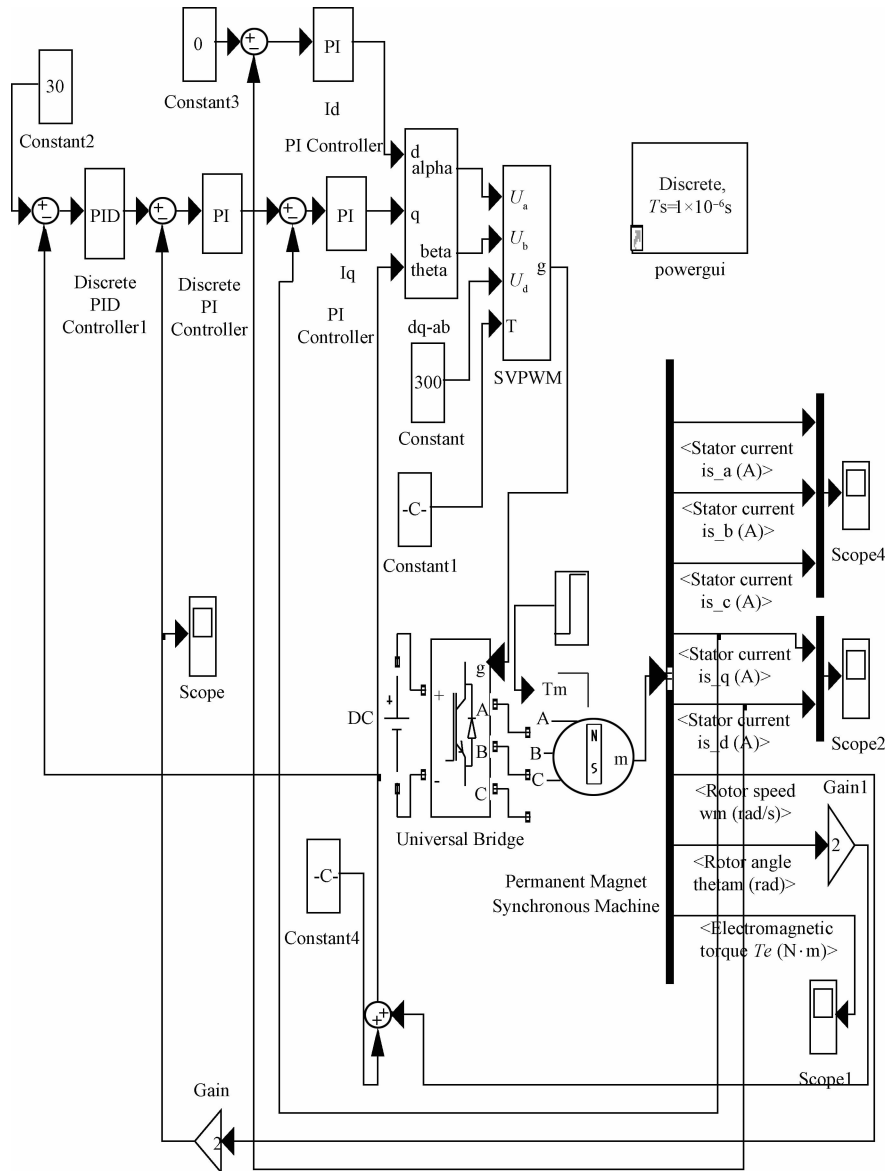 0
Constant3
PI
Id
PI Controller
30
Constant2
PID
Discrete
PID
Controller1
PI
Discrete
PI
Controller
PI
Iq
PI
Controller
d
alpha
q
beta
theta
dq-ab
Ua
Ub
Ud
T
g
SVPWM
300
Constant
-C-
Constant1
Discrete,
Ts=1×10⁻⁶s
powergui
<Stator current
is_a (A)>
<Stator current
is_b (A)>
<Stator current
is_c (A)>
Scope4
<Stator current
is_q (A)>
<Stator current
is_d (A)>
Scope2
Scope
DC
+
-
g
A
B
C
Universal Bridge
Tm
A
B
C
N
S
m
Permanent Magnet
Synchronous Machine
<Rotor speed
wm (rad/s)>
Gain1
2
<Rotor angle
thetam (rad)>
<Electromagnetic
torque Te (N·m)>
Scope1
-C-
Constant4
Gain
2